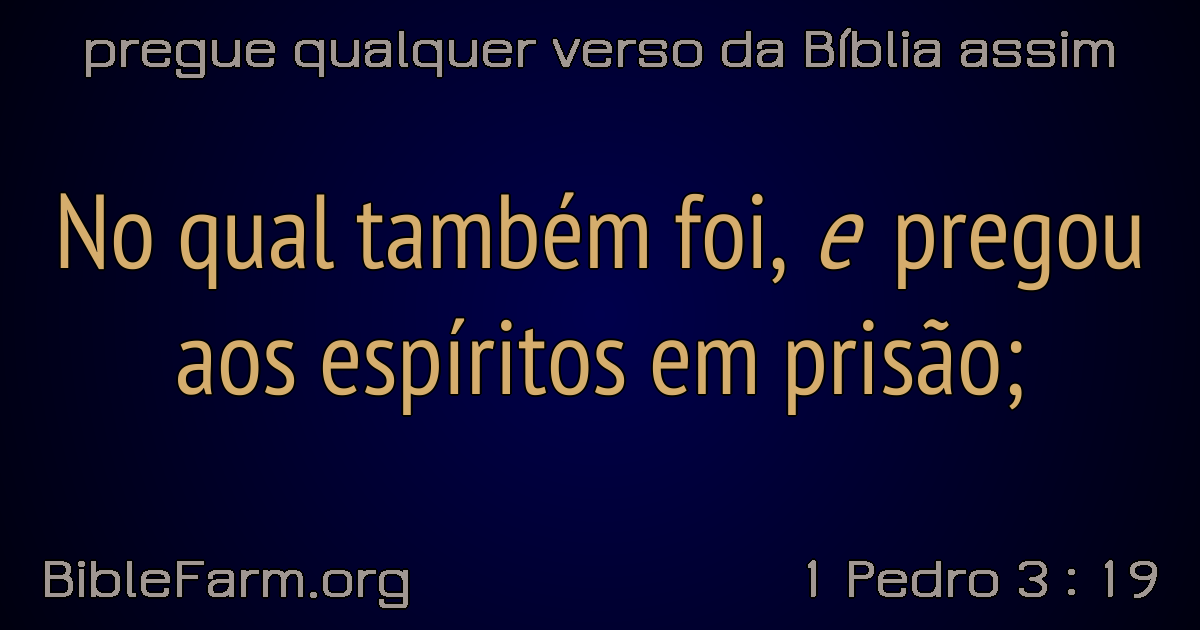 pregue qualquer verso da Bíblia assim
No qual também foi, e pregou
aos espíritos em prisão;
BibleFarm.org
1 Pedro 3 : 19